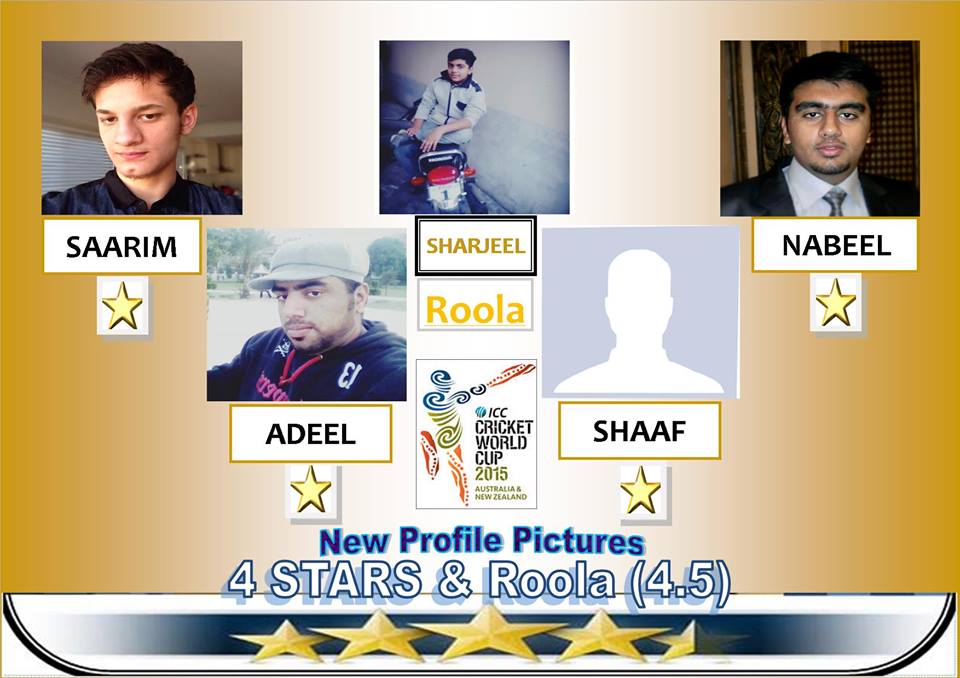 SAARIM
SHARJEEL
NABEEL
Roola
ADEEL
SHAAF
ICC
CRICKET
WORLD
CUP
2015
AUSTRALIA &
NEW ZEALAND
New Profile Pictures
4 STARS & Roola (4.5)